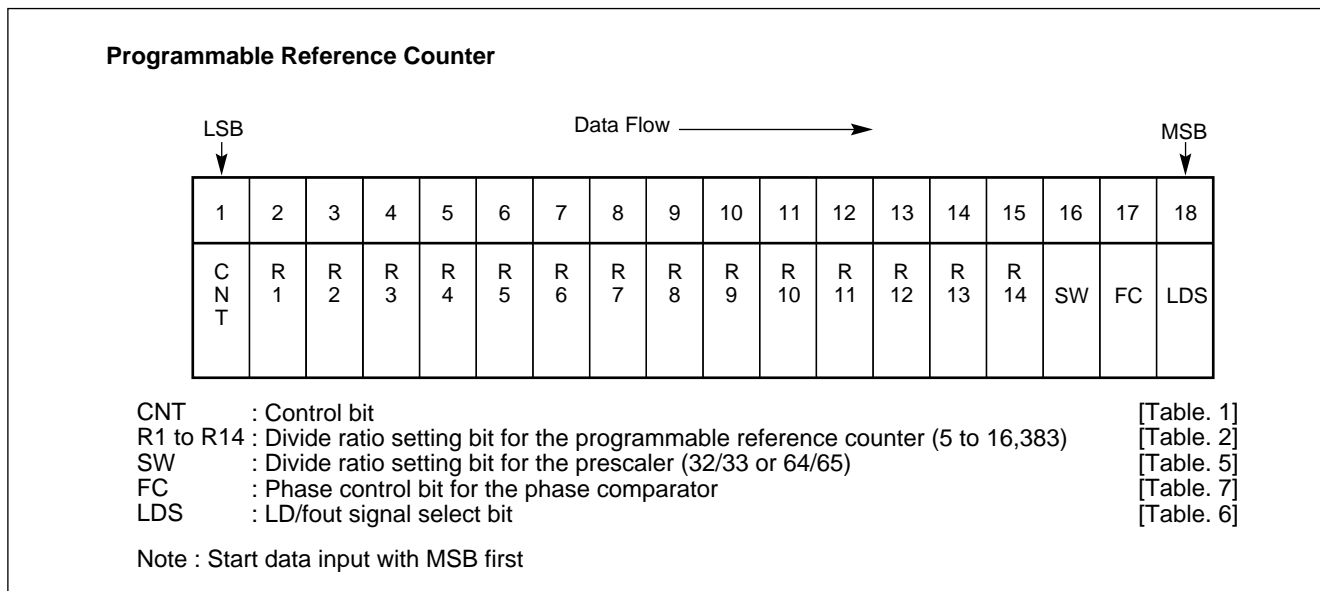 Programmable Reference Counter
LSB Data Flow MSB
1 2 3 4 5 6 7 8 9 10 11 12 13 14 15 16 17 18
CNT R1 R2 R3 R4 R5 R6 R7 R8 R9 R10 R11 R12 R13 R14 SW FC LDS
CNT : Control bit [Table. 1]
R1 to R14 : Divide ratio setting bit for the programmable reference counter (5 to 16,383) [Table. 2]
SW : Divide ratio setting bit for the prescaler (32/33 or 64/65) [Table. 5]
FC : Phase control bit for the phase comparator [Table. 7]
LDS : LD/fout signal select bit [Table. 6]
Note : Start data input with MSB first